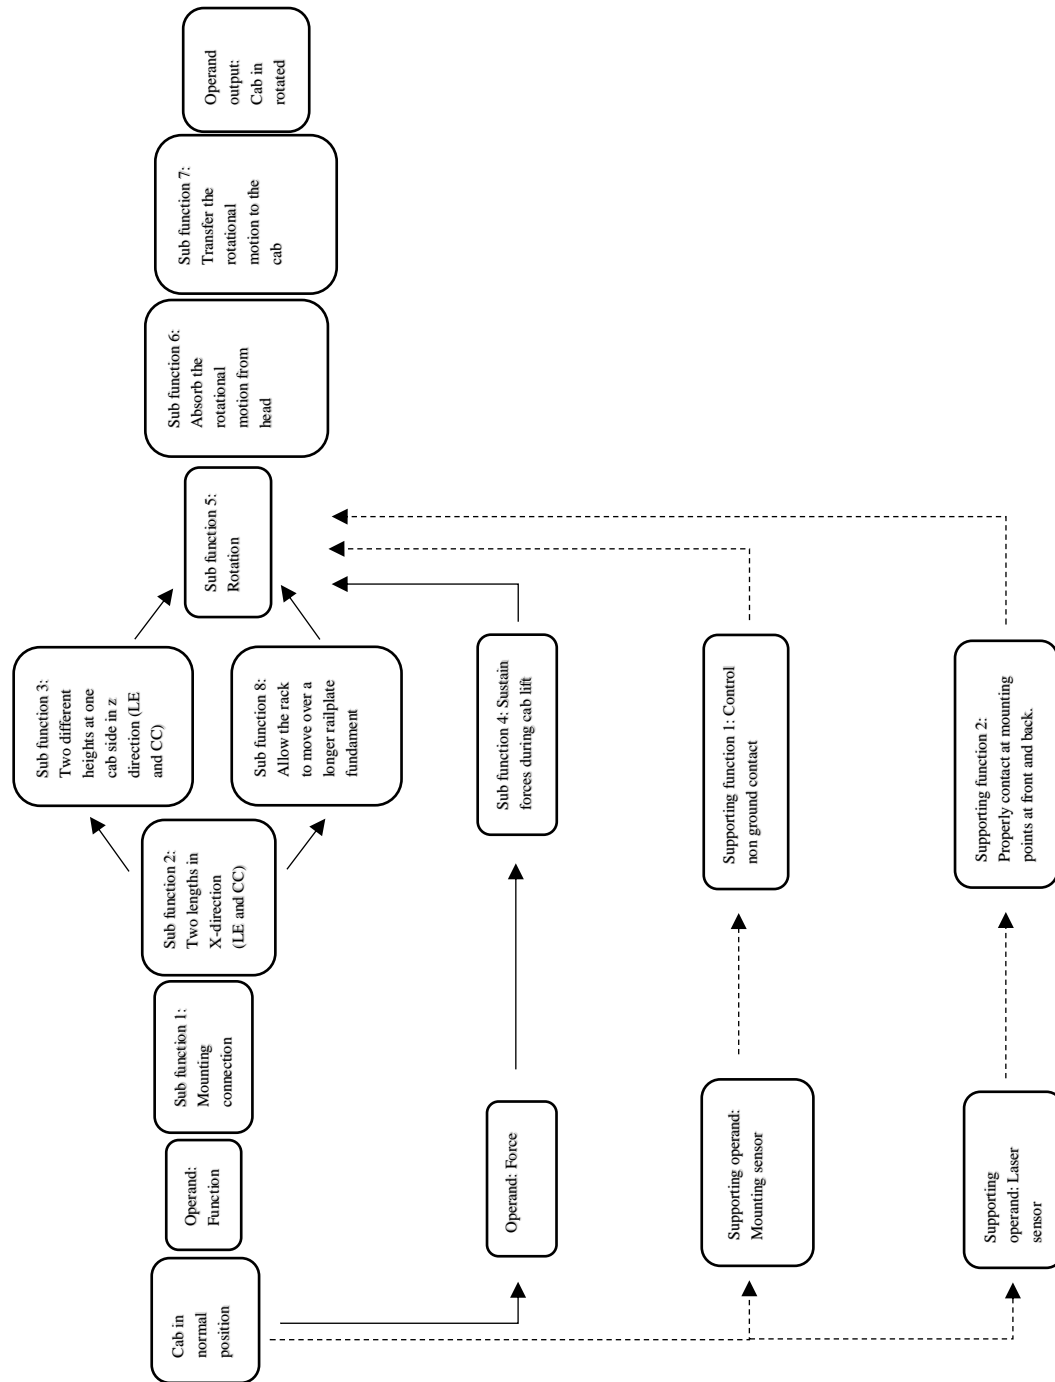 Cab in
normal
position
Operand:
Function
Sub function 1:
Mounting
connection
Sub function 2:
Two lengths in
X-direction
(LE and CC)
Sub function 3:
Two different
heights at one
cab side in z
direction (LE
and CC)
Sub function 8:
Allow the rack
to move over a
longer railplate
fundament
Sub function 5:
Rotation
Sub function 6:
Absorb the
rotational
motion from
head
Sub function 7:
Transfer the
rotational
motion to the
cab
Operand
output:
Cab in
rotated
Operand: Force
Sub function 4: Sustain
forces during cab lift
Supporting operand:
Mounting sensor
Supporting function 1: Control
non ground contact
Supporting
operand: Laser
sensor
Supporting function 2:
Properly contact at mounting
points at front and back.